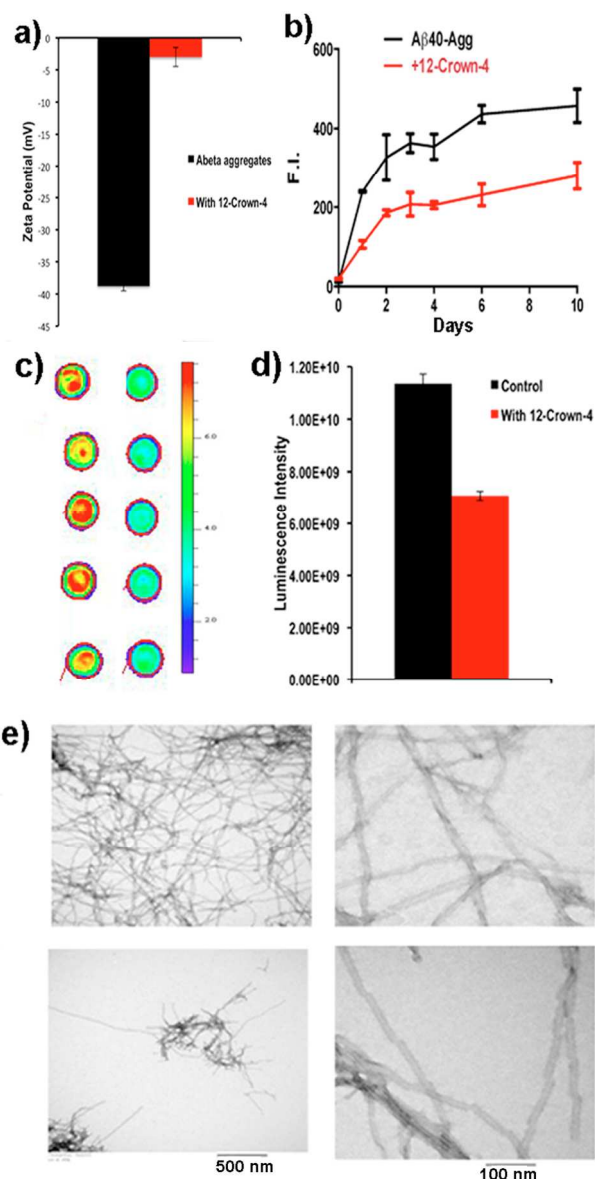 a)
0
-5
-10
-15
-20
-25
-30
-35
-40
-45
Zeta Potential (mV)
Abeta aggregates
With 12-Crown-4
b)
Aβ40-Agg
+12-Crown-4
600
400
200
0
F.I.
0 2 4 6 8 10
Days
c)
6.0
4.0
2.0
d)
1.20E+10
1.00E+10
8.00E+09
6.00E+09
4.00E+09
2.00E+09
0.00E+00
Luminescence Intensity
Control
With 12-Crown-4
e)
500 nm
100 nm